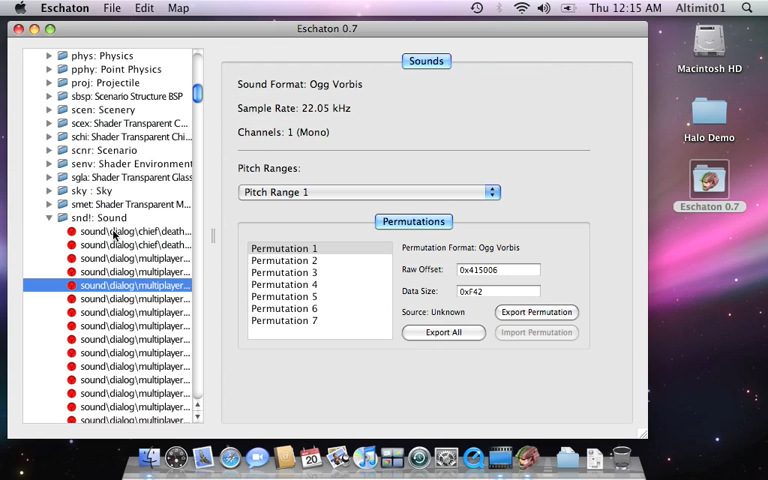 Eschaton File Edit Map Thu 12:15 AM Altimit01
Eschaton 0.7
phys: Physics
pphy: Point Physics
proj: Projectile
sbsp: Scenario Structure BSP
scen: Scenery
scex: Shader Transparent C...
schi: Shader Transparent Chi...
scnr: Scenario
senv: Shader Environment
sgla: Shader Transparent Glass
sky : Sky
smet: Shader Transparent M...
snd!: Sound
sound\dialog\chief\death...
sound\dialog\chief\death...
sound\dialog\multiplayer...
sound\dialog\multiplayer...
sound\dialog\multiplayer...
sound\dialog\multiplayer...
sound\dialog\multiplayer...
sound\dialog\multiplayer...
sound\dialog\multiplayer...
sound\dialog\multiplayer...
sound\dialog\multiplayer...
sound\dialog\multiplayer...
sound\dialog\multiplayer...
sound\dialog\multiplayer...
sound\dialog\multiplayer...
Sounds
Sound Format: Ogg Vorbis
Sample Rate: 22.05 kHz
Channels: 1 (Mono)
Pitch Ranges:
Pitch Range 1
Permutations
Permutation 1
Permutation 2
Permutation 3
Permutation 4
Permutation 5
Permutation 6
Permutation 7
Permutation Format: Ogg Vorbis
Raw Offset: 0x415006
Data Size: 0xF42
Source: Unknown
Export Permutation
Export All
Import Permutation
Macintosh HD
Halo Demo
Eschaton 0.7
20